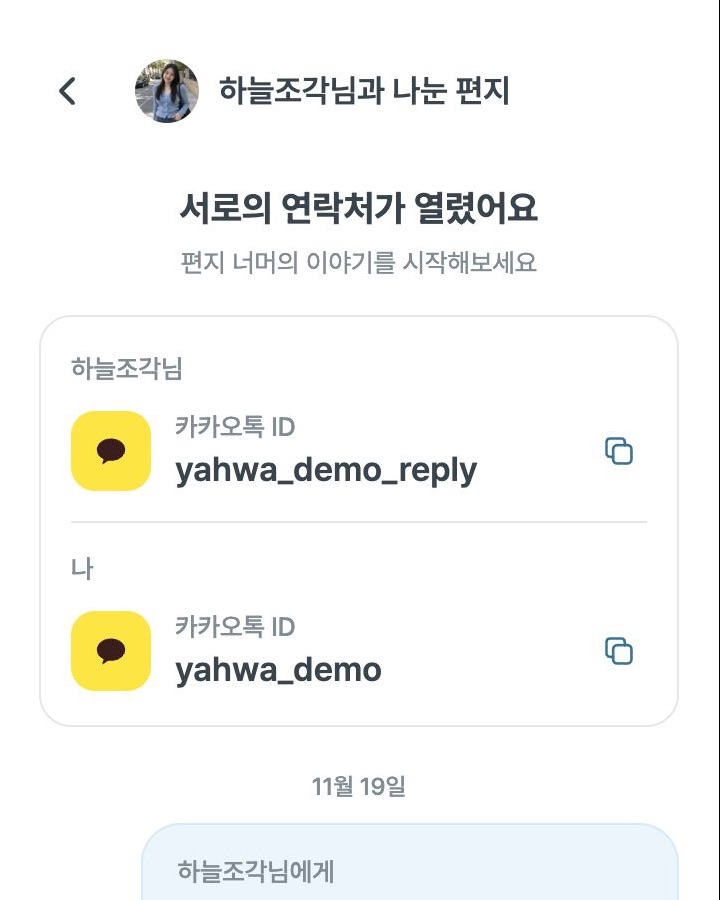 하늘조각님과 나눈 편지
서로의 연락처가 열렸어요
편지 너머의 이야기를 시작해보세요
하늘조각님
카카오톡 ID
yahwa_demo_reply
나
카카오톡 ID
yahwa_demo
11월 19일
하늘조각님에게